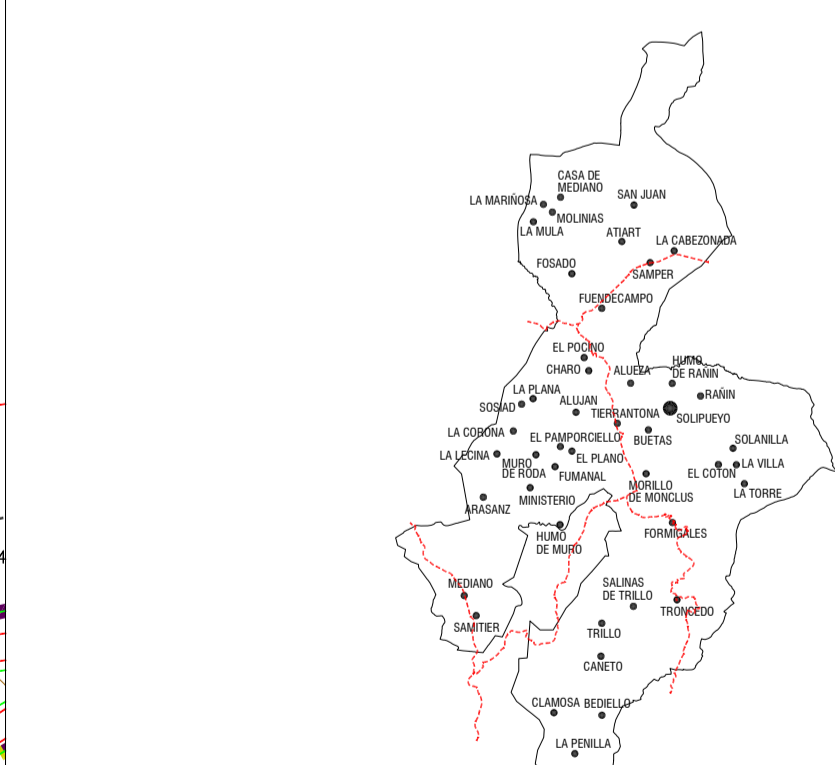 CASA DE
MEDIANO
LA MARIÑOSA
SAN JUAN
MOLINIAS
LA MULA
ATIART
LA CABEZONADA
FOSADO
SAMPER
FUENDECAMPO
EL POCINO
CHARO
ALUEZA
HUMO
DE RAÑIN
LA PLANA
RAÑIN
SOSIAD
ALUJAN
TIERRANTONA
SOLIPUEYO
LA CORONA
EL PAMPORCIELLO
BUETAS
SOLANILLA
LA LECINA
MURO
DE RODA
EL PLANO
FUMANAL
EL COTON
LA VILLA
MINISTERIO
MORILLO
DE MONCLUS
LA TORRE
ARASANZ
HUMO
DE MURO
FORMIGALES
MEDIANO
SALINAS
DE TRILLO
TRONCEDO
SAMITIER
TRILLO
CANETO
CLAMOSA
BEDIELLO
LA PENILLA
4